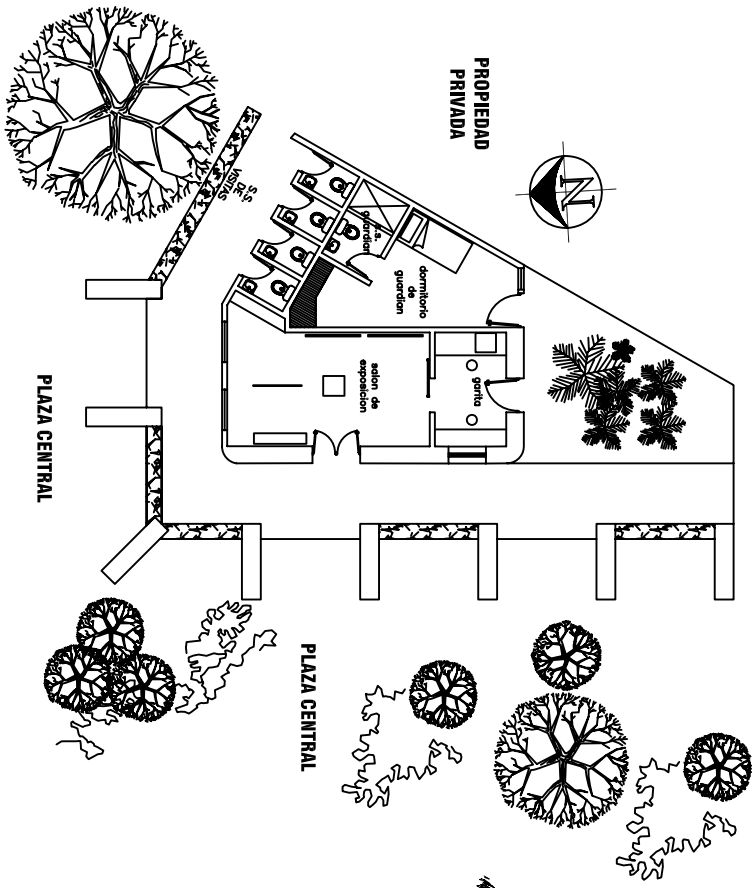 PROPIEDAD
PRIVADA
N
S.S.
DE
VISITAS
s.s.
guardian
dormitorio
de
guardian
salon de
exposicion
garita
PLAZA CENTRAL
PLAZA CENTRAL